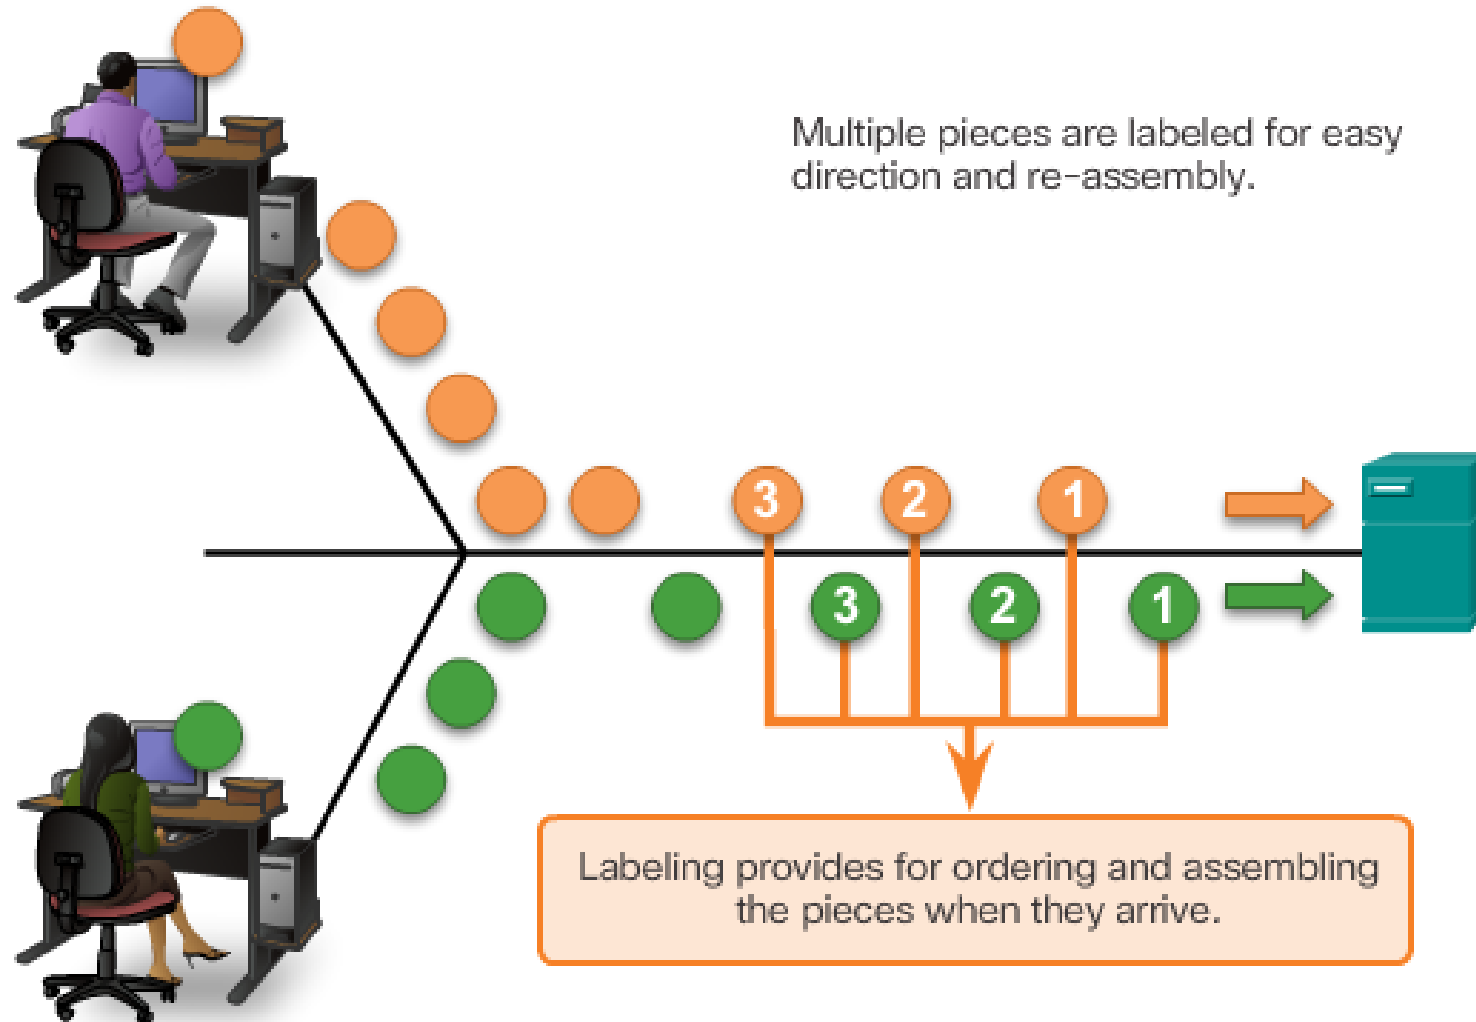 Multiple pieces are labeled for easy
direction and re-assembly.
3 2 1
3 2 1
Labeling provides for ordering and assembling
the pieces when they arrive.